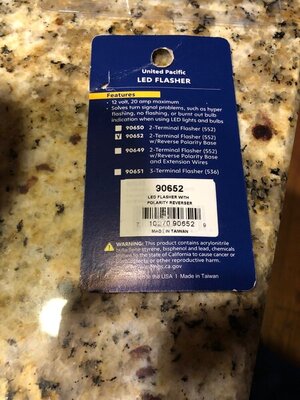 United Pacific
LED FLASHER
Features
• 12 volt, 20 amp maximum
• Solves turn signal problems, such as hyper
flashing, no flashing, or burnt out bulb
indication when using LED lights and bulbs
90650 2-Terminal Flasher (552)
90652 2-Terminal Flasher (552)
w/Reverse Polarity Base
90649 2-Terminal Flasher (552)
w/Reverse Polarity Base
and Extension Wires
90651 3-Terminal Flasher (536)
90652
LED FLASHER WITH
POLARITY REVERSER
90652 9
MADE IN TAIWAN
WARNING: This product contains acrylonitrile
styrene, bisphenol and lead, chemicals
to the state of California to cause cancer or
defects or other reproductive harm.
.ca.gov
USA | Made in Taiwan